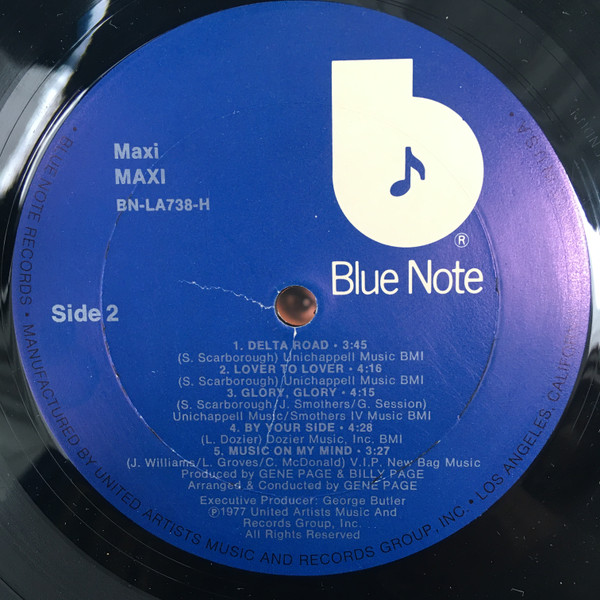 Maxi
MAXI
BN-LA738-H
®
Blue Note
Side 2
1. DELTA ROAD • 3:45
(S. Scarborough) Unichappell Music BMI
2. LOVER TO LOVER • 4:16
(S. Scarborough) Unichappell Music BMI
3. GLORY, GLORY • 4:15
(S. Scarborough/J. Smothers/G. Session)
Unichappell Music/Smothers IV Music BMI
4. BY YOUR SIDE • 4:28
(L. Dozier) Dozier Music, Inc. BMI
5. MUSIC ON MY MIND • 3:27
(J. Williams/L. Groves/C. McDonald) V.I.P. New Bag Music
Produced by GENE PAGE & BILLY PAGE
Arranged & Conducted by GENE PAGE
Executive Producer: George Butler
℗1977 United Artists Music And
Records Group, Inc.
All Rights Reserved
• BLUE NOTE RECORDS • MANUFACTURED BY UNITED ARTISTS MUSIC AND RECORDS GROUP, INC. • LOS ANGELES, CALIFORNIA